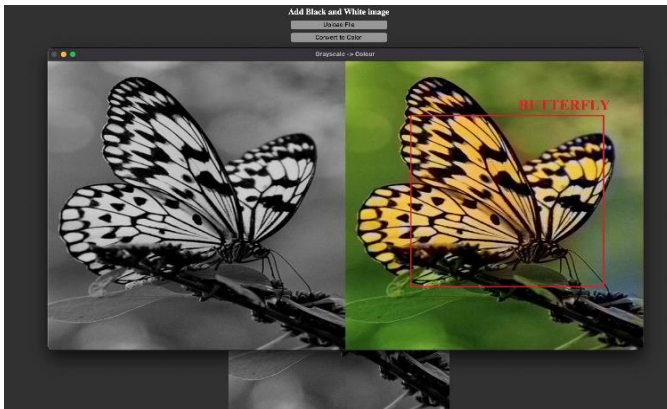 Add Black and White image
Upload File
Convert to Color
Grayscale -> Colour
BUTTERFLY